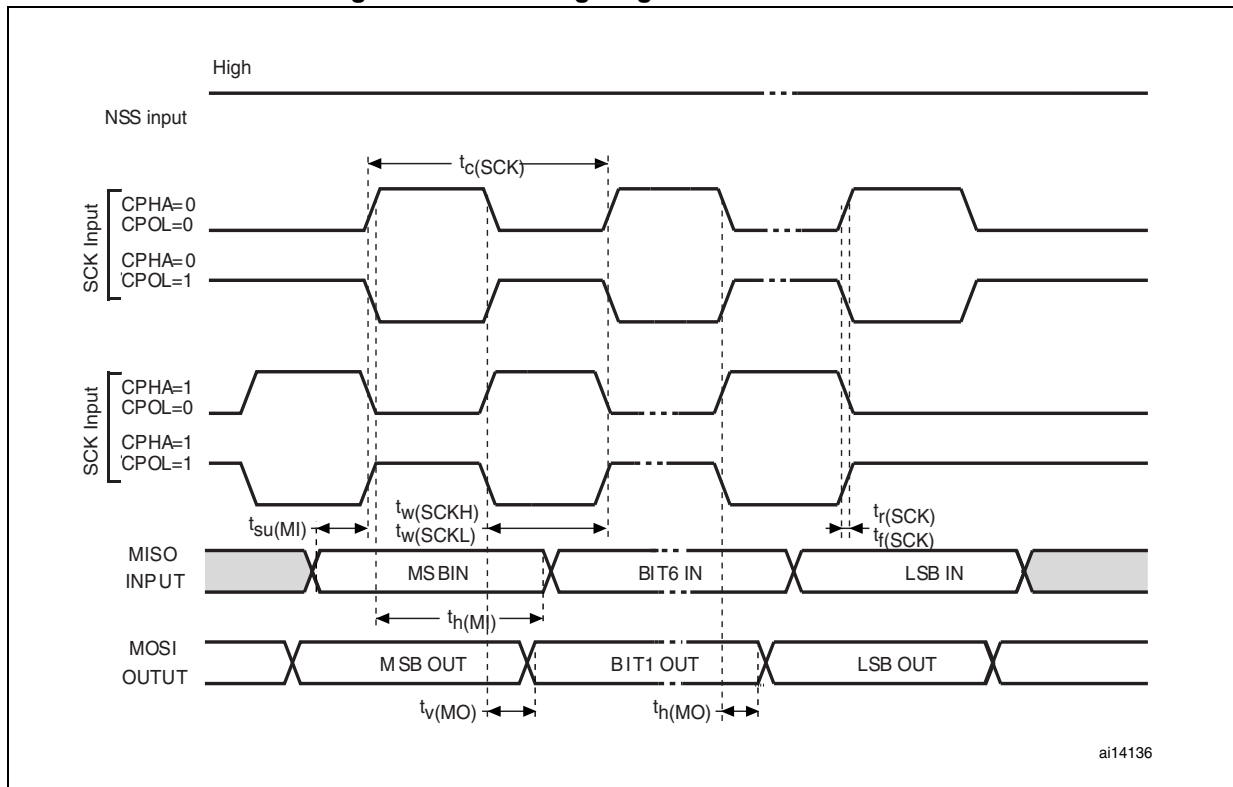 High
NSS input
tc(SCK)
SCK Input
CPHA=0
CPOL=0
CPHA=0
CPOL=1
SCK Input
CPHA=1
CPOL=0
CPHA=1
CPOL=1
tsu(MI)
tw(SCKH)
tw(SCKL)
tr(SCK)
tf(SCK)
MISO
INPUT
MSBIN
BIT6 IN
LSB IN
th(MI)
MOSI
OUTUT
MSB OUT
BIT1 OUT
LSB OUT
tv(MO)
th(MO)
ai14136